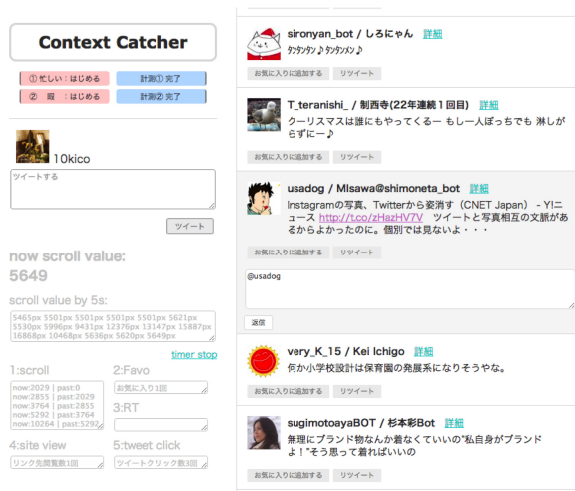 Context Catcher
① 忙しい：はじめる
計測① 完了
② 暇 ：はじめる
計測② 完了
10kico
ツイートする
ツイート
now scroll value:
5649
scroll value by 5s:
5465px 5501px 5501px 5501px 5501px 5621px
5530px 5996px 9431px 12376px 13147px 15887px
16868px 10468px 5636px 5620px 5649px
timer stop
1:scroll
now:2029 | past:0
now:2855 | past:2029
now:3764 | past:2855
now:5292 | past:3764
now:10264 | past:5292
2:Favo
お気に入り1回
3:RT
4:site view
リンク先閲覧数1回
5:tweet click
ツイートクリック数3回
sironyan_bot / しろにゃん 詳細
ﾀﾝﾀﾝﾀﾝ♪ﾀﾝﾀﾝﾒﾝ♪
お気に入りに追加する リツイート
T_teranishi_ / 制西寺(22年連続１回目) 詳細
クーリスマスは誰にもやってくるー もし一人ぼっちでも 淋しが
らずにー♪
お気に入りに追加する リツイート
usadog / MIsawa@shimoneta_bot 詳細
Instagramの写真、Twitterから姿消す（CNET Japan） - Y!ニ
ュース http://t.co/zHazHV7V ツイートと写真相互の文脈があ
るからよかったのに。個別では見ないよ・・・
お気に入りに追加する リツイート
@usadog
返信
very_K_15 / Kei Ichigo 詳細
何か小学校設計は保育園の発展系になりそうやな。
お気に入りに追加する リツイート
sugimotoayaBOT / 杉本彩Bot 詳細
無理にブランド物なんか着なくていいの"私自身がブランド
よ！"そう思って着ればいいの
お気に入りに追加する リツイート